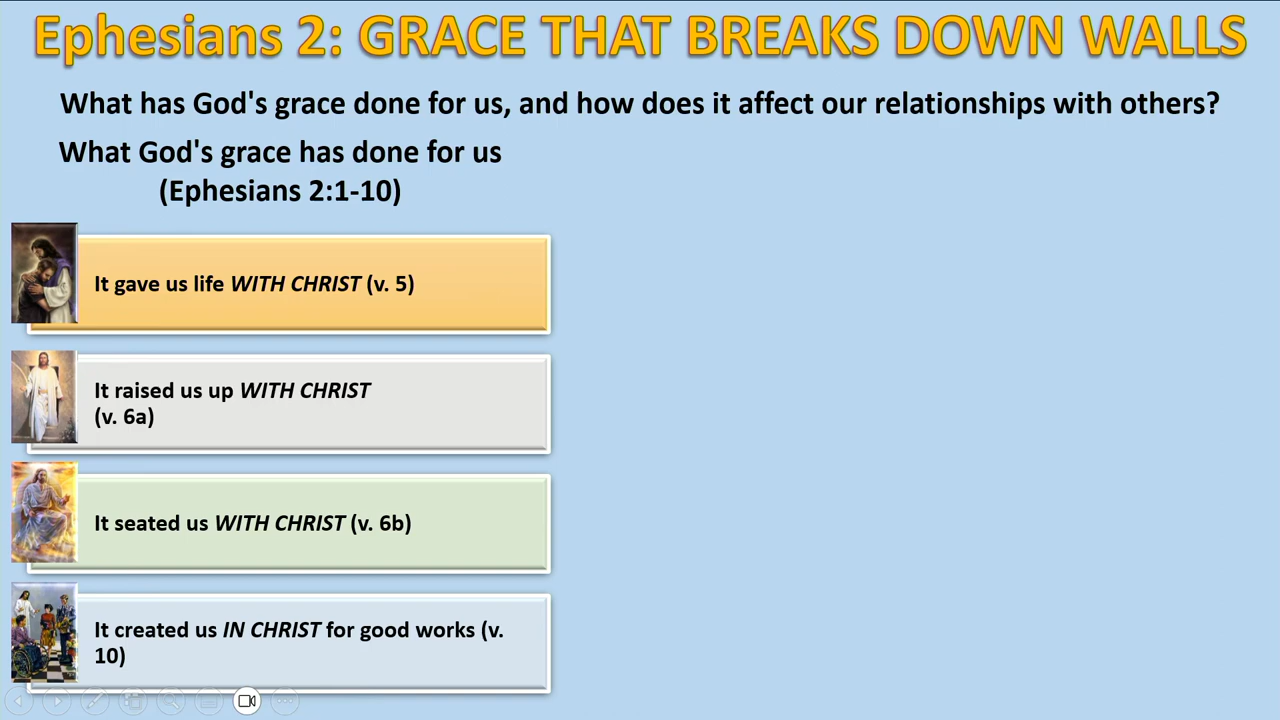 Ephesians 2: GRACE THAT BREAKS DOWN WALLS
What has God's grace done for us, and how does it affect our relationships with others?
What God's grace has done for us
(Ephesians 2:1-10)
It gave us life WITH CHRIST (v. 5)
It raised us up WITH CHRIST
(v. 6a)
It seated us WITH CHRIST (v. 6b)
It created us IN CHRIST for good works (v.
10)